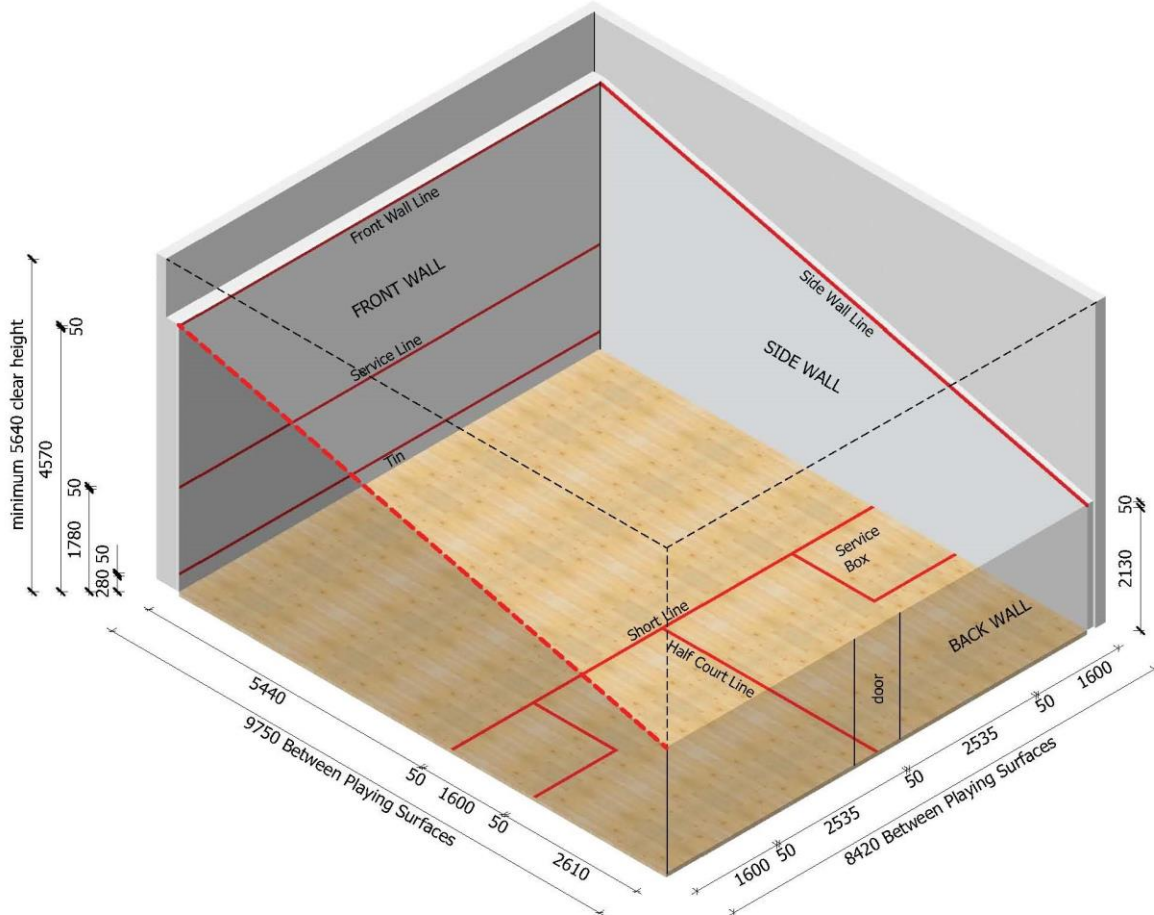 Front Wall Line
FRONT WALL
Service Line
Tin
Side Wall Line
SIDE WALL
Service
Box
Short Line
Half Court Line
door
BACK WALL
minimum 5640 clear height
50
4570
50
1780
50
280
50
2130
5440
50
1600
50
2610
9750 Between Playing Surfaces
1600
50
2535
50
2535
50
1600
8420 Between Playing Surfaces